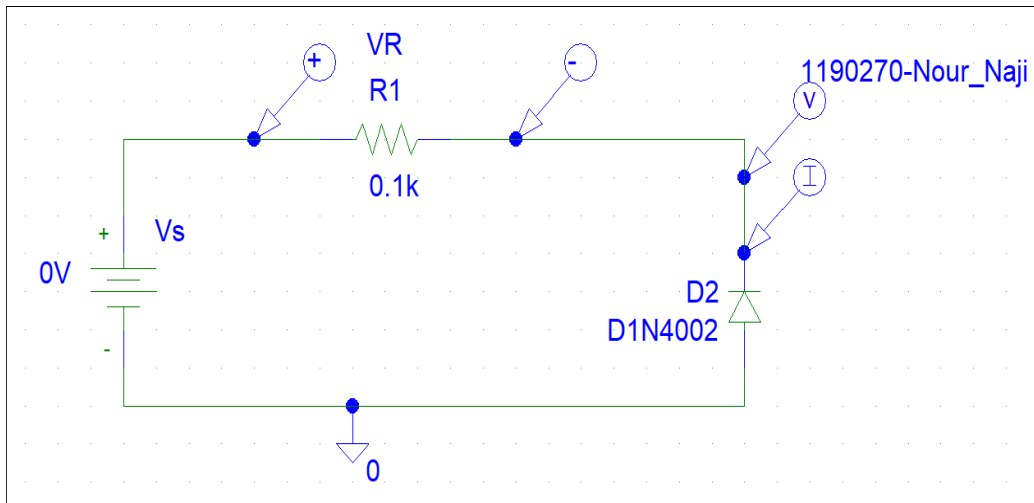 VR
+
-
1190270-Nour_Naji
R1
V
0.1k
I
+
Vs
0V
D2
D1N4002
-
0